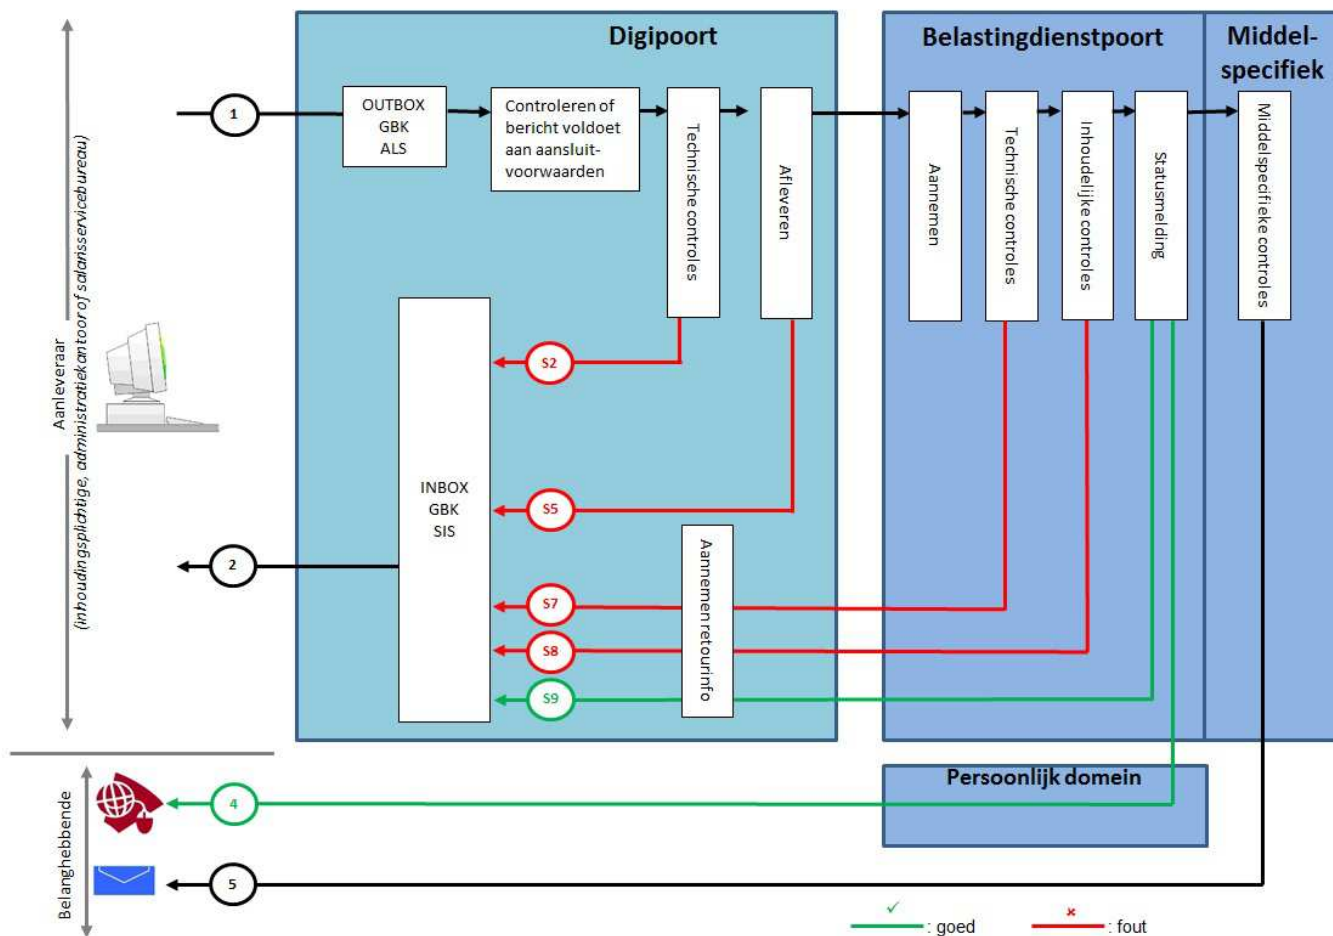 Digipoort
Belastingdienstpoort
Middel-
specifiek
Aanleveraar
(inhoudingsplichtige, administratiekantoor of salarisservicebureau)
1
OUTBOX
GBK
ALS
Controleren of
bericht voldoet
aan aansluit-
voorwaarden
Technische controles
Afleveren
Aannemen
Technische controles
Inhoudelijke controles
Statusmelding
Middelspecifieke controles
S2
INBOX
GBK
SIS
S5
Aannemen retourinfo
2
S7
S8
S9
Belanghebbende
Persoonlijk domein
4
5
: goed
: fout